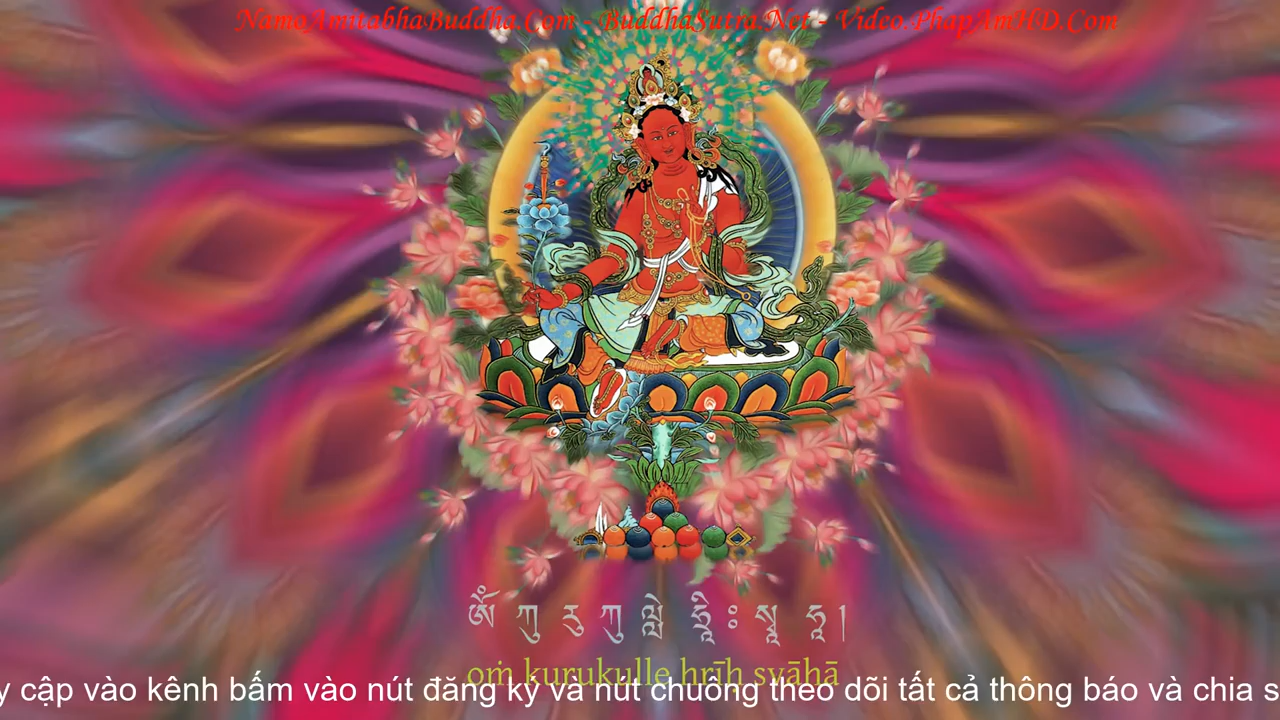 NamoAmitabhaBuddha.Com - BuddhaSutra.Net - Video.PhapAmHD.Com
ༀ ཀུ རུ ཀུ ལླེ ཧྲཱིཿ སྭཱ ཧཱ།
oṁ kurukulle hrīḥ svāhā
y cập vào kênh bấm vào nút đăng ký và nút chuông theo dõi tất cả thông báo và chia s